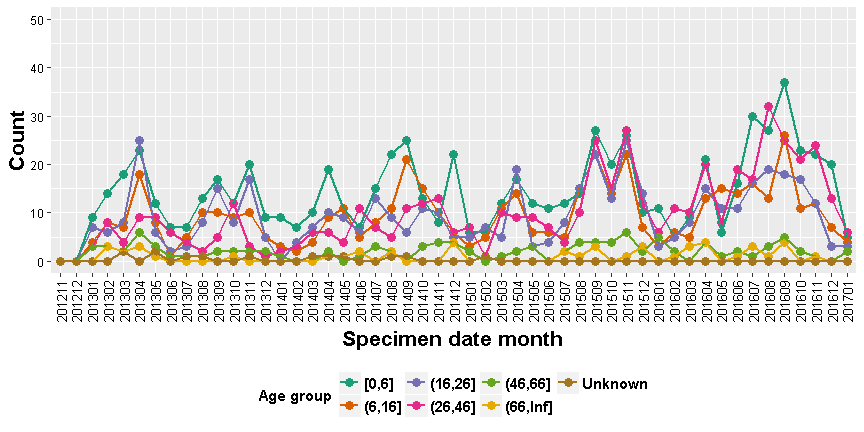 50
40
30
20
10
0
Count
201211 201212 201301 201302 201303 201304 201305 201306 201307 201308 201309 201310 201311 201312 201401 201402 201403 201404 201405 201406 201407 201408 201409 201410 201411 201412 201501 201502 201503 201504 201505 201506 201507 201508 201509 201510 201511 201512 201601 201602 201603 201604 201605 201606 201607 201608 201609 201610 201611 201612 201701
Specimen date month
Age group
[0,6] (16,26] (46,66] Unknown
(6,16] (26,46] (66,Inf]